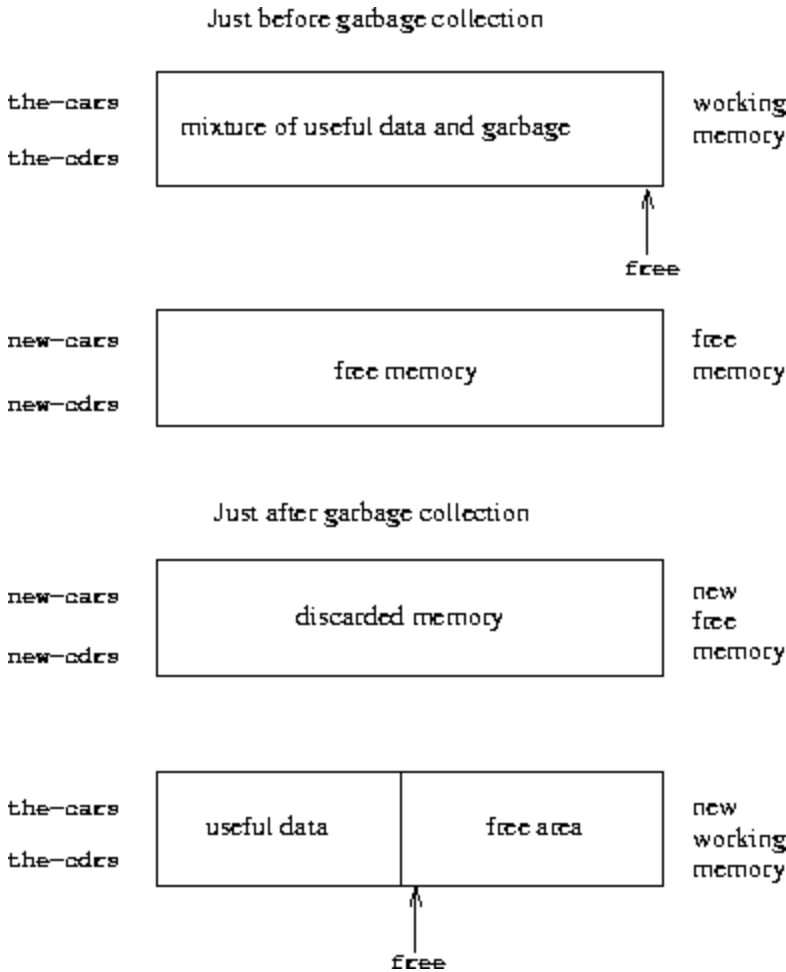 Just before garbage collection
the-cars
mixture of useful data and garbage
working
memory
the-cdrs
free
new-cars
free memory
free
memory
new-cdrs
Just after garbage collection
new-cars
discarded memory
new
free
memory
new-cdrs
the-cars
useful data
free area
new
working
memory
the-cdrs
free